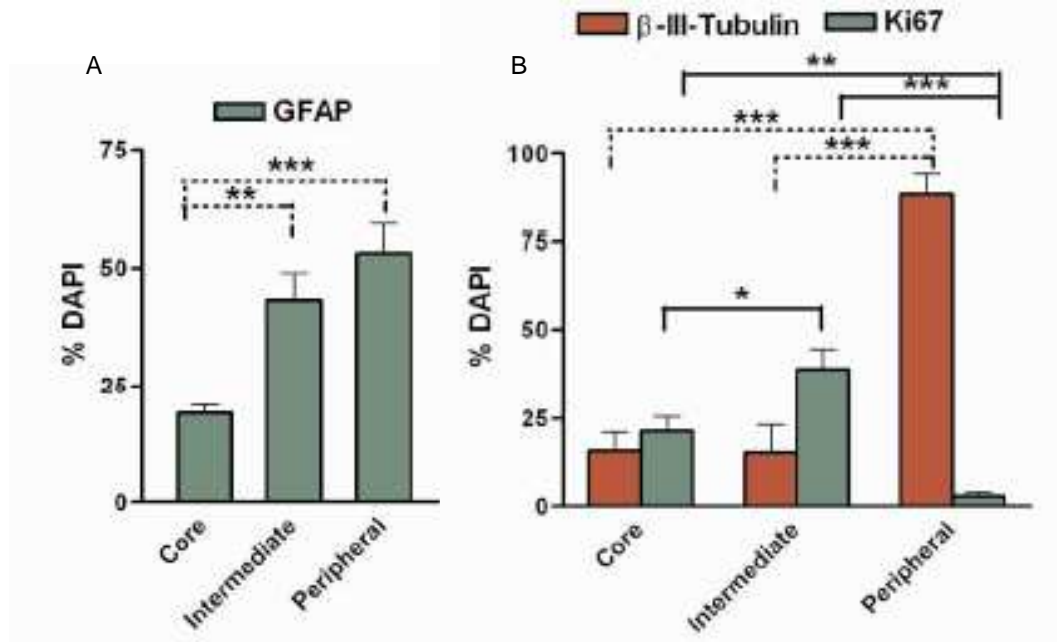 A
GFAP
75
50
25
0
% DAPI
***
**
Core
Intermediate
Peripheral
B
β-III-Tubulin Ki67
**
***
***
***
*
100
75
50
25
0
% DAPI
Core
Intermediate
Peripheral